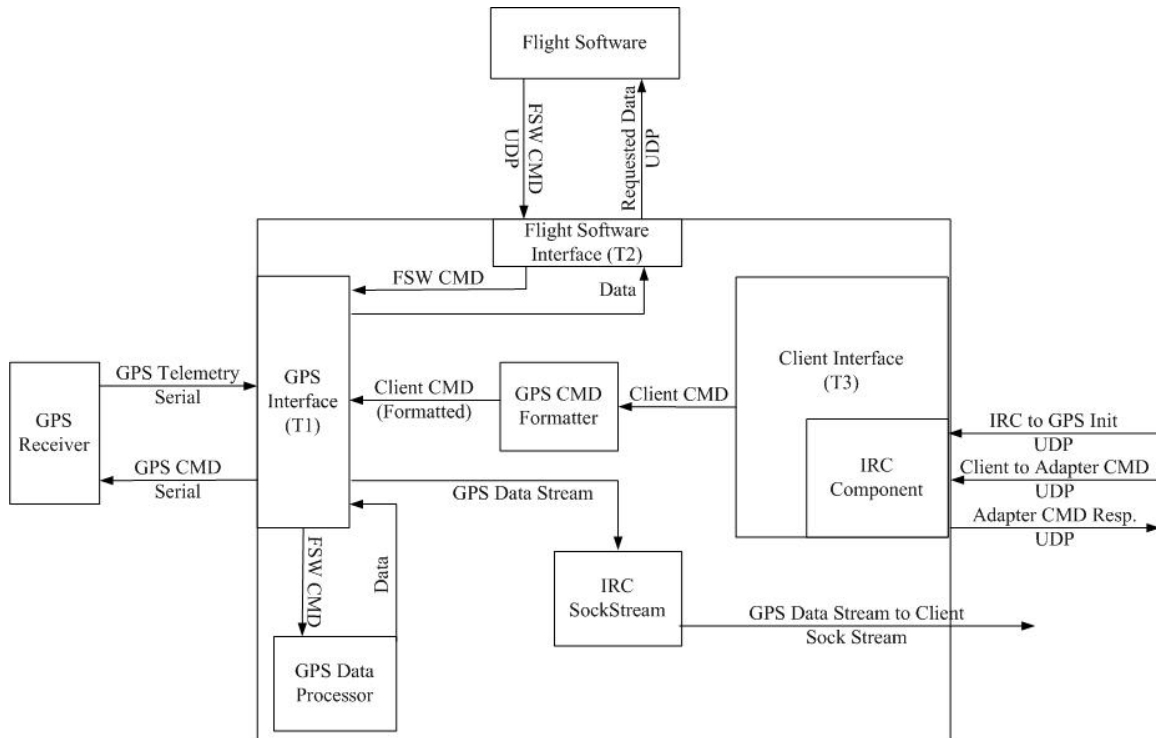 Flight Software
FSW CMD
UDP
Requested Data
UDP
Flight Software
Interface (T2)
FSW CMD
Data
GPS
Interface
(T1)
Client Interface
(T3)
GPS Telemetry
Serial
GPS
Receiver
GPS CMD
Serial
Client CMD
(Formatted)
GPS CMD
Formatter
Client CMD
IRC
Component
IRC to GPS Init
UDP
Client to Adapter CMD
UDP
Adapter CMD Resp.
UDP
GPS Data Stream
FSW CMD
Data
IRC
SockStream
GPS Data Stream to Client
Sock Stream
GPS Data
Processor